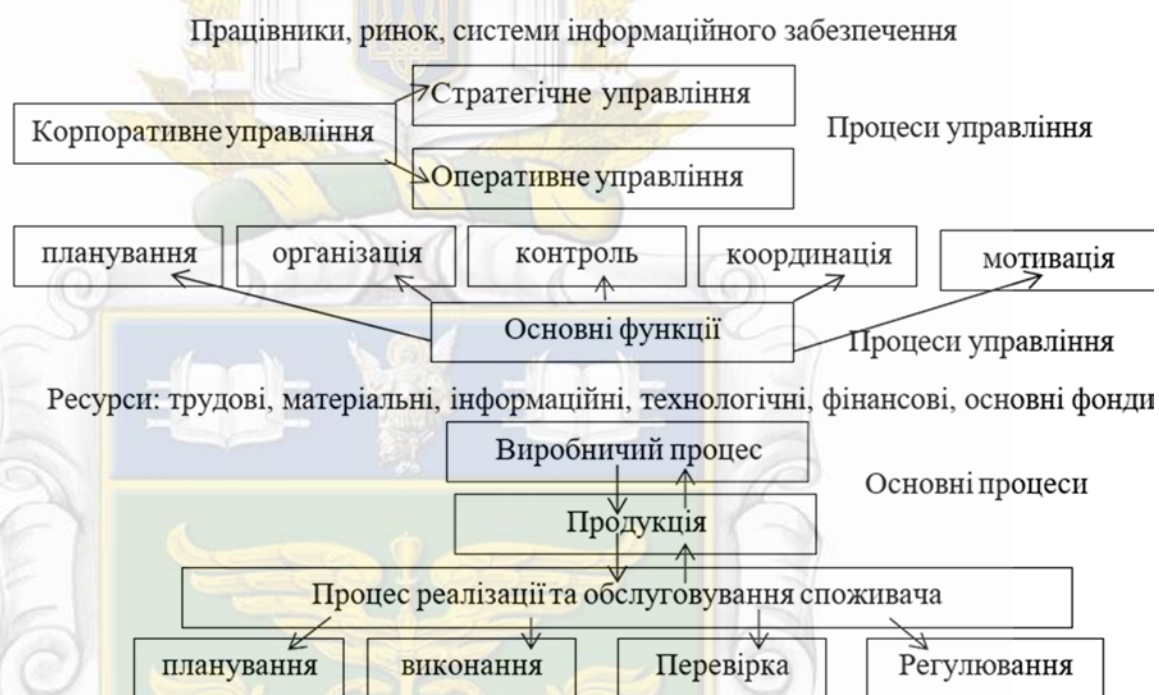 Працівники, ринок, системи інформаційного забезпечення
Стратегічне управління
Корпоративне управління
Процеси управління
Оперативне управління
планування організація контроль координація мотивація
Основні функції
Процеси управління
Ресурси: трудові, матеріальні, інформаційні, технологічні, фінансові, основні фонди
Виробничий процес
Основні процеси
Продукція
Процес реалізації та обслуговування споживача
планування виконання Перевірка Регулювання